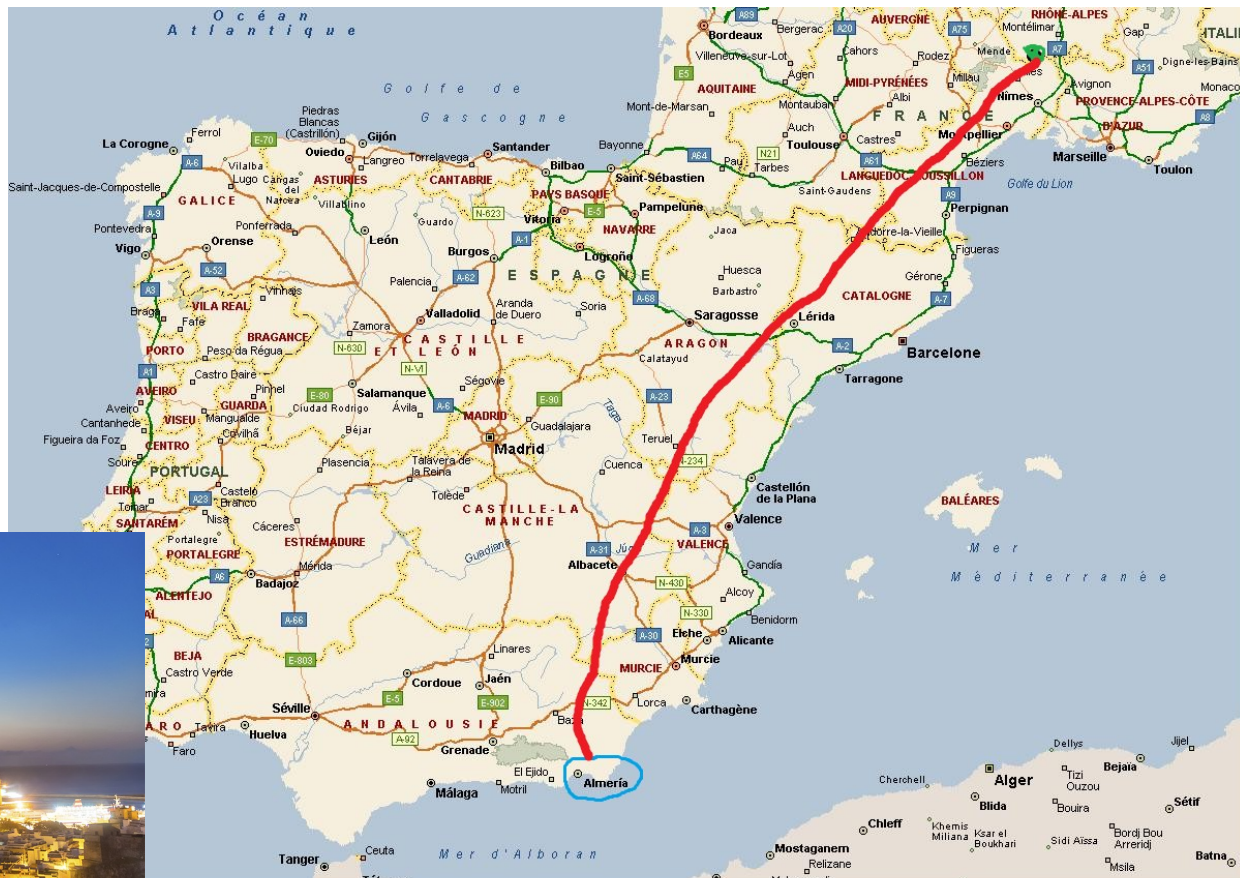 Océan
Atlantique
Golfe de
Gascogne
A89
Bordeaux
Bergerac
A20
AUVERGNE
A75
RHÔNE-ALPES
Montélimar
Gap
Villeneuve-sur-Lot
Cahors
Rodez
Mende
A7
A51
Digne-les-Bains
E5
Agen
AQUITAINE
MIDI-PYRÉNÉES
Millau
Avignon
Monaco
Mont-de-Marsan
Montauban
Albi
Nîmes
PROVENCE-ALPES-CÔTE
D'AZUR
A8
FRANCE
Auch
Castres
Montpellier
Toulouse
N21
Bayonne
A64
Pau
Tarbes
A61
Béziers
Marseille
Toulon
Saint-Gaudens
Golfe du Lion
A9
Perpignan
Andorre-la-Vieille
Figueras
Gérone
A-7
CATALOGNE
Lérida
Barcelone
A-2
Tarragone
La Corogne
Ferrol
E-70
Piedras
Blancas
(Castrillón)
Gijón
Santander
Bilbao
Saint-Sébastien
A-6
Vilalba
Oviedo
Langreo
Torrelavega
Saint-Jacques-de-Compostelle
Lugo
Cangas
del
Narcea
ASTURIES
CANTABRIE
PAYS BASQUE
Villablino
GALICE
A-9
Pontevedra
Ponferrada
Guardo
N-623
Vitoria
E-5
Pampelune
NAVARRE
Jaca
Vigo
Orense
León
Burgos
A-1
Logroño
A-52
ESPAGNE
Huesca
Barbastro
A3
Vinhais
Palencia
A-62
Aranda
de Duero
Soria
A-68
VILA REAL
Braga
Fafe
BRAGANCE
Zamora
Valladolid
Saragosse
ARAGON
PORTO
Peso da Régua
N-630
CASTILLE
ET LEÓN
Calatayud
A1
Castro Daire
N-VI
Ségovie
AVEIRO
Pinhel
Salamanque
E-90
Aveiro
VISEU
GUARDA
E-80
Ávila
A-6
MADRID
A-23
Cantanhede
Mangualde
Ciudad Rodrigo
Guadalajara
Tage
Figueira da Foz
CENTRO
Covilhã
Béjar
Madrid
Teruel
Soure
PORTUGAL
Plasencia
Talavera de
la Reina
Cuenca
N-234
LEIRIA
Castelo
Branco
Tolède
Castellón
de la Plana
BALÉARES
Tomar
A23
CASTILLE-LA
MANCHE
SANTARÉM
Nisa
Cáceres
Valence
Portalegre
ESTRÉMADURE
A-3
VALENCE
Mer
Méditerranée
PORTALEGRE
Guadiana
A-31
Albacete
Mérida
A6
Badajoz
N-430
Gandía
ALENTEJO
Alcoy
A-66
N-330
Benidorm
BEJA
Elche
Alicante
E-803
Linares
A-30
MURCIE
Murcie
Castro Verde
Cordoue
Jaén
Séville
E-5
E-902
N-342
Lorca
Carthagène
Tavira
Huelva
ANDALOUSIE
Baza
Faro
A-92
Grenade
El Ejido
Almería
Málaga
Motril
Dellys
Jijel
Cherchell
Alger
Tizi
Ouzou
Bejaïa
Blida
Bouira
Sétif
Chleff
Khemis
Miliana
Ksar el
Boukhari
Sidi Aïssa
Bordj Bou
Arreridj
Ceuta
Mer d'Alboran
Mostaganem
Relizane
Msila
Batna
Tanger